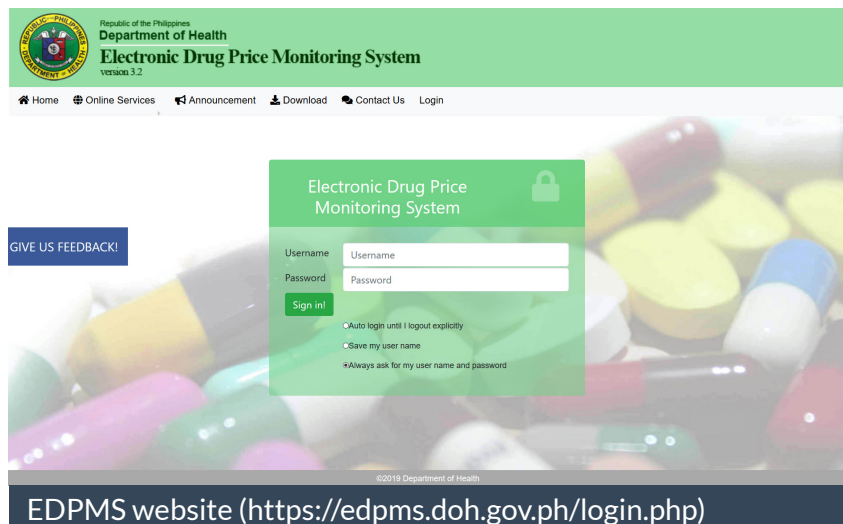 Republic of the Philippines
Department of Health
Electronic Drug Price Monitoring System
version 3.2
Home Online Services Announcement Download Contact Us Login
Electronic Drug Price
Monitoring System
GIVE US FEEDBACK!
Username Username
Password Password
Sign in!
Auto login until I logout explicitly
Save my user name
Always ask for my user name and password
©2019 Department of Health
EDPMS website (https://edpms.doh.gov.ph/login.php)